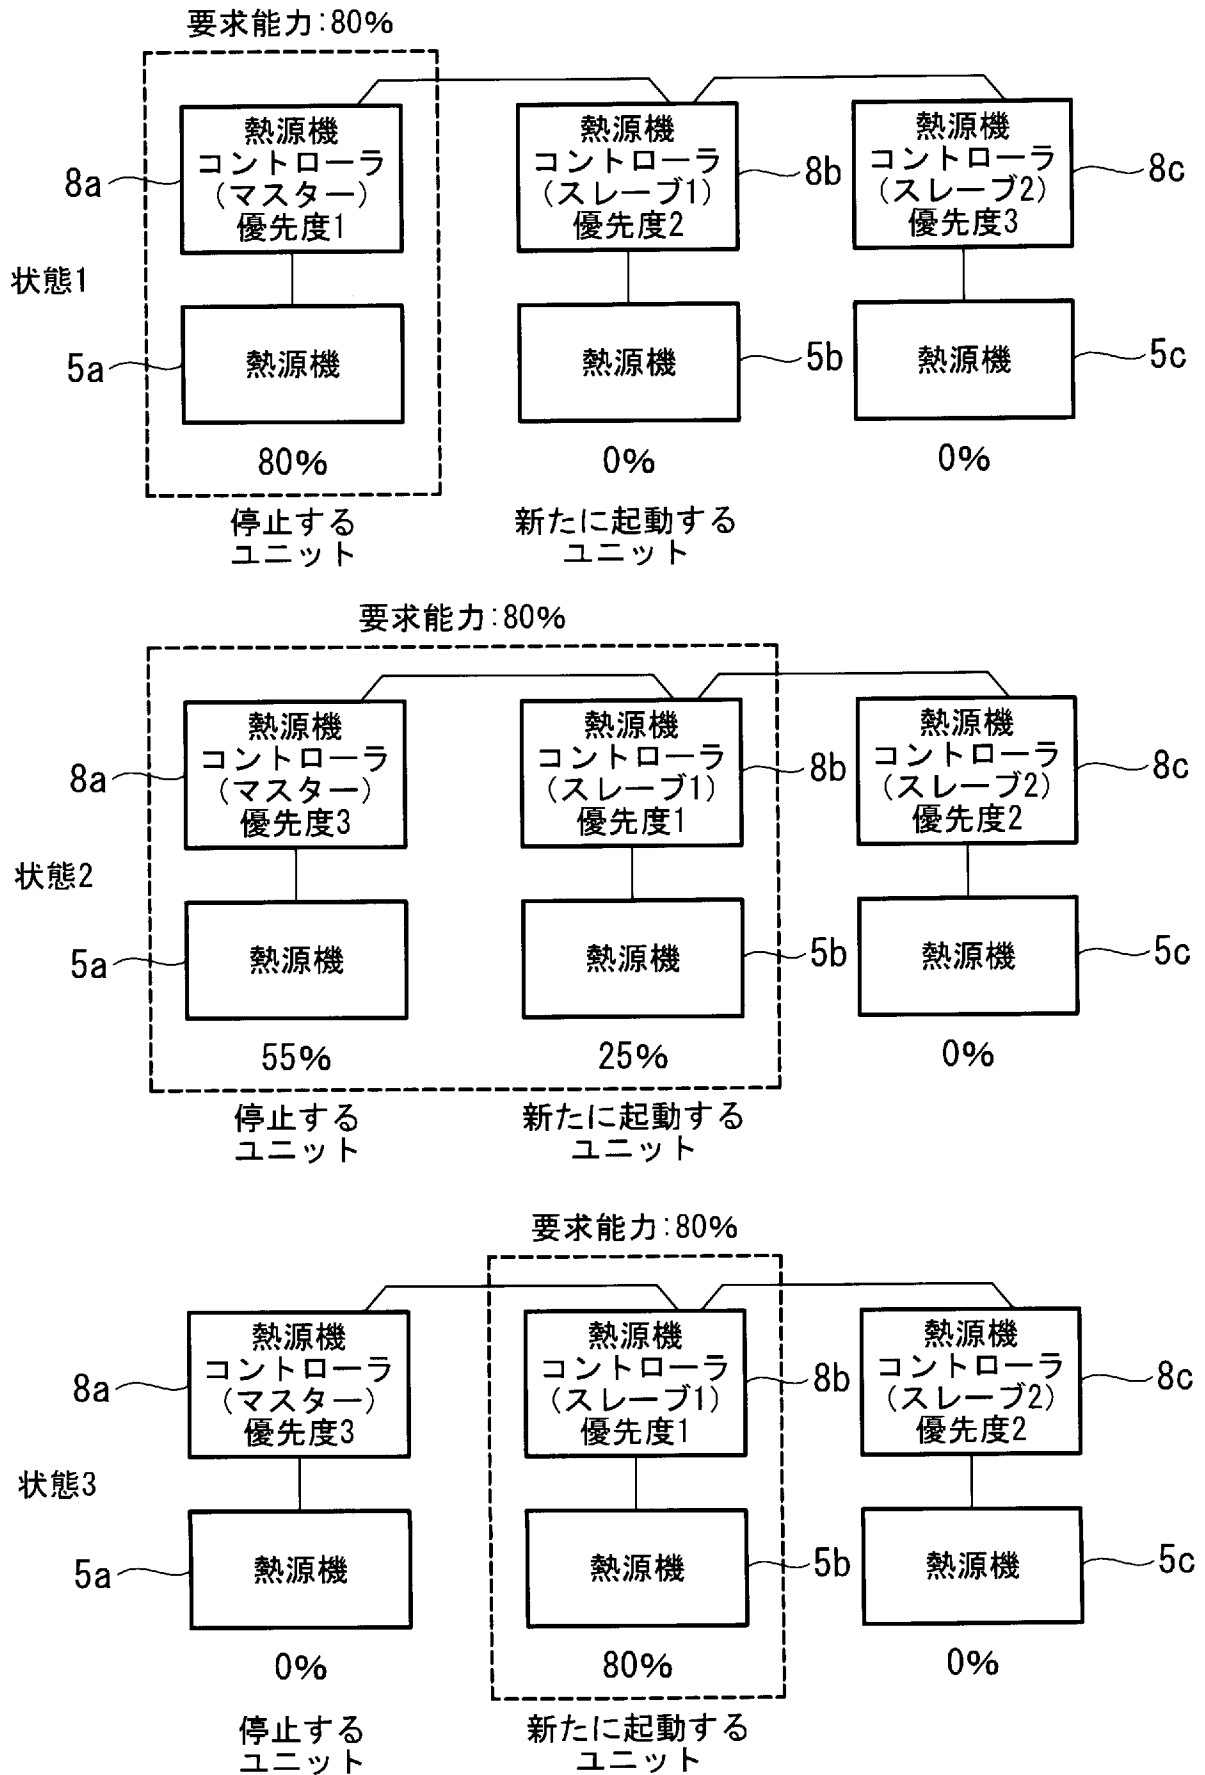 要求能力:80%
熱源機
コントローラ
(マスター)
優先度1
8a
熱源機
コントローラ
(スレーブ1)
優先度2
8b
熱源機
コントローラ
(スレーブ2)
優先度3
8c
状態1
熱源機
5a
熱源機
5b
熱源機
5c
80%
0%
0%
停止する
ユニット
新たに起動する
ユニット
要求能力:80%
熱源機
コントローラ
(マスター)
優先度3
8a
熱源機
コントローラ
(スレーブ1)
優先度1
8b
熱源機
コントローラ
(スレーブ2)
優先度2
8c
状態2
熱源機
5a
熱源機
5b
熱源機
5c
55%
25%
0%
停止する
ユニット
新たに起動する
ユニット
要求能力:80%
熱源機
コントローラ
(マスター)
優先度3
8a
熱源機
コントローラ
(スレーブ1)
優先度1
8b
熱源機
コントローラ
(スレーブ2)
優先度2
8c
状態3
熱源機
5a
熱源機
5b
熱源機
5c
0%
80%
0%
停止する
ユニット
新たに起動する
ユニット